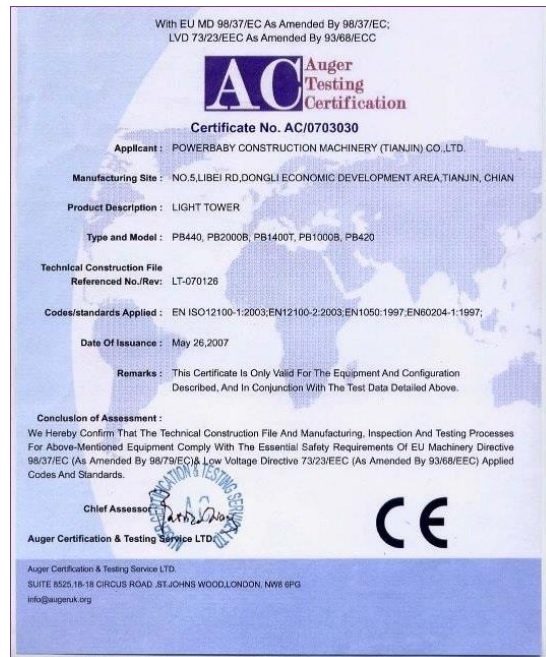 With EU MD 98/37/EC As Amended By 98/37/EC;
LVD 73/23/EEC As Amended By 93/68/ECC
AC Auger
Testing
Certification
Certificate No. AC/0703030
Applicant : POWERBABY CONSTRUCTION MACHINERY (TIANJIN) CO.,LTD.
Manufacturing Site : NO.5,LIBEI RD,DONGLI ECONOMIC DEVELOPMENT AREA,TIANJIN, CHIAN
Product Description : LIGHT TOWER
Type and Model : PB440, PB2000B, PB1400T, PB1000B, PB420
Technical Construction File
Referenced No./Rev: LT-070126
Codes/standards Applied : EN ISO12100-1:2003;EN12100-2:2003;EN1050:1997;EN60204-1:1997;
Date Of Issuance : May 26,2007
Remarks : This Certificate Is Only Valid For The Equipment And Configuration
Described, And In Conjunction With The Test Data Detailed Above.
Conclusion of Assessment :
We Hereby Confirm That The Technical Construction File And Manufacturing, Inspection And Testing Processes
For Above-Mentioned Equipment Comply With The Essential Safety Requirements Of EU Machinery Directive
98/37/EC (As Amended By 98/79/EC)& Low Voltage Directive 73/23/EEC (As Amended By 93/68/EEC) Applied
Codes And Standards.
Chief Assessor
Auger Certification & Testing Service LTD.
CE
Auger Certification & Testing Service LTD.
SUITE 8525,18-18 CIRCUS ROAD .ST.JOHNS WOOD,LONDON. NW8 6PG
info@augeruk.org